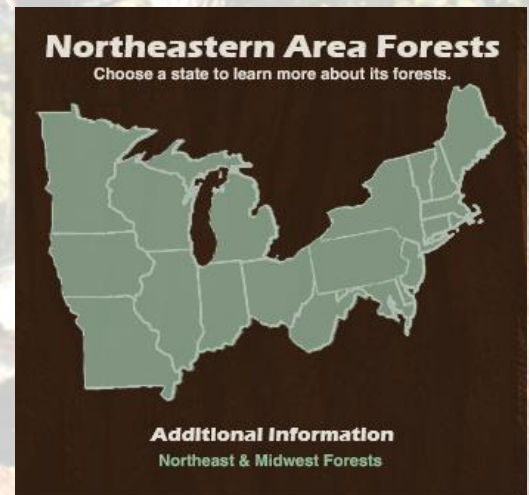 Northeastern Area Forests
Choose a state to learn more about its forests.
Additional Information
Northeast & Midwest Forests